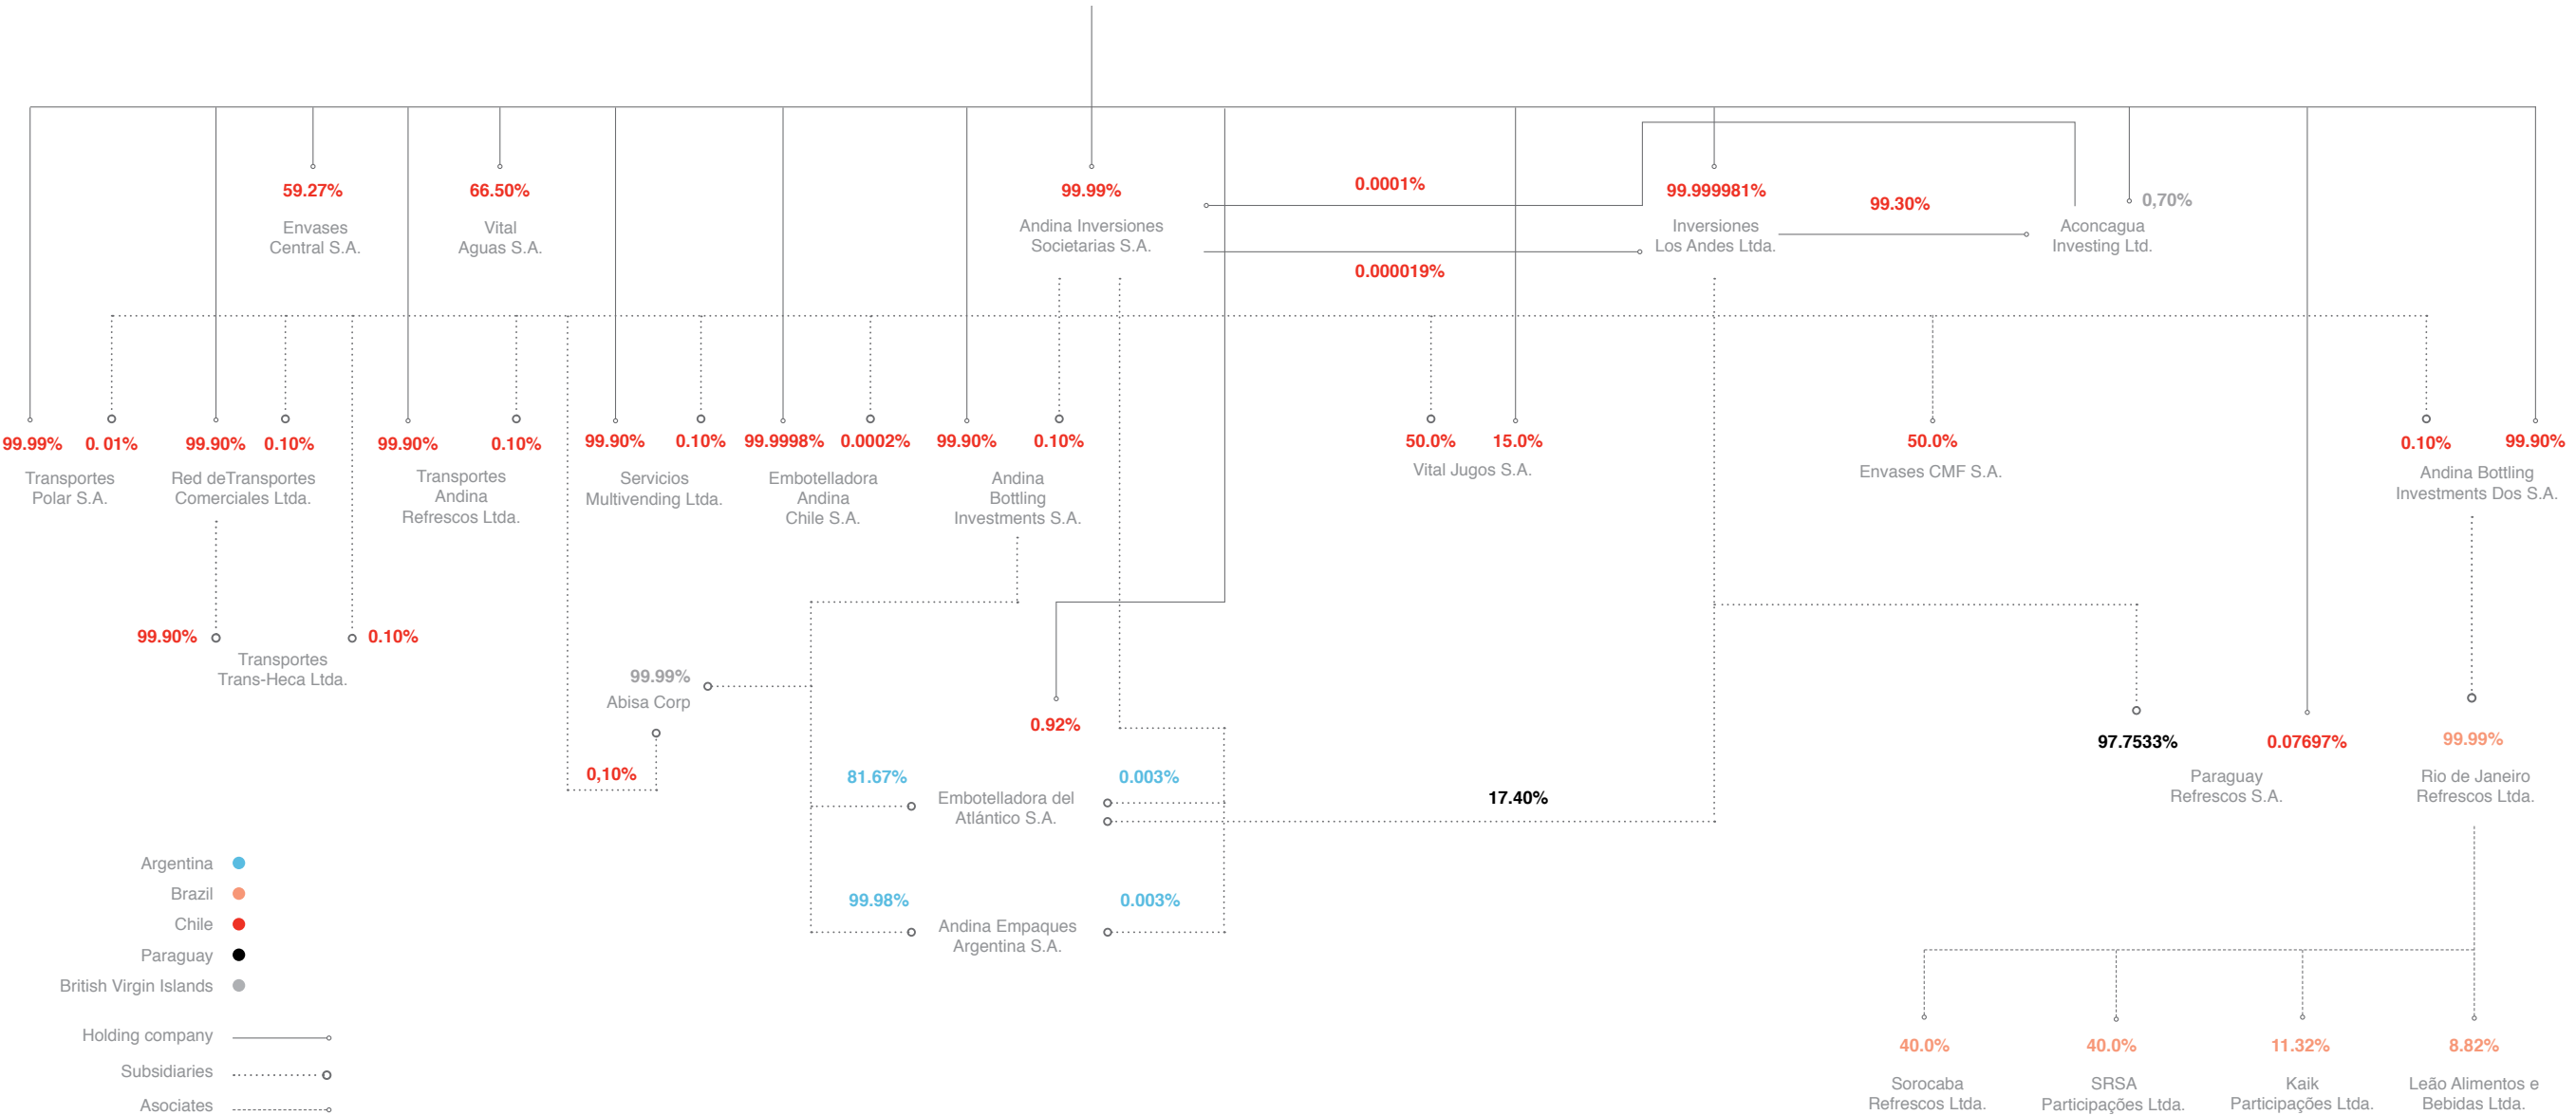 59.27%
Envases
Central S.A.
66.50%
Vital
Aguas S.A.
99.99%
Andina Inversiones
Societarias S.A.
0.0001%
0.000019%
99.999981%
Inversiones
Los Andes Ltda.
99.30%
0,70%
Aconcagua
Investing Ltd.
99.99% 0. 01%
Transportes
Polar S.A.
99.90% 0.10%
Red deTransportes
Comerciales Ltda.
99.90% 0.10%
Transportes
Andina
Refrescos Ltda.
99.90% 0.10%
Servicios
Multivending Ltda.
99.9998% 0.0002%
Embotelladora
Andina
Chile S.A.
99.90% 0.10%
Andina
Bottling
Investments S.A.
50.0% 15.0%
Vital Jugos S.A.
50.0%
Envases CMF S.A.
0.10% 99.90%
Andina Bottling
Investments Dos S.A.
99.90% 0.10%
Transportes
Trans-Heca Ltda.
99.99%
Abisa Corp
0,10%
0.92%
81.67% 0.003%
Embotelladora del
Atlántico S.A.
17.40%
99.98% 0.003%
Andina Empaques
Argentina S.A.
97.7533% 0.07697%
Paraguay
Refrescos S.A.
99.99%
Rio de Janeiro
Refrescos Ltda.
40.0%
Sorocaba
Refrescos Ltda.
40.0%
SRSA
Participações Ltda.
11.32%
Kaik
Participações Ltda.
8.82%
Leão Alimentos e
Bebidas Ltda.
Argentina
Brazil
Chile
Paraguay
British Virgin Islands
Holding company
Subsidiaries
Asociates